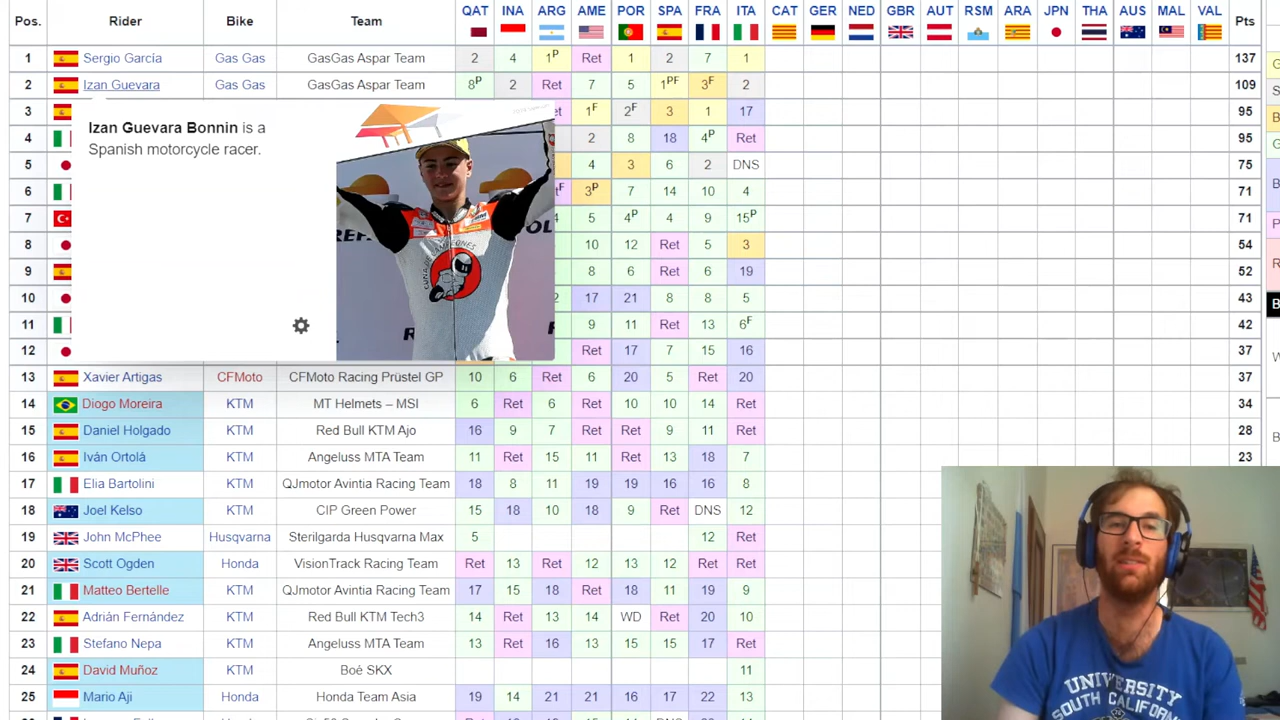 Pos. Rider Bike Team QAT INA ARG AME POR SPA FRA ITA CAT GER NED GBR AUT RSM ARA JPN THA AUS MAL VAL Pts
1 Sergio García Gas Gas GasGas Aspar Team 2 4 1P Ret 1 2 7 1 137
2 Izan Guevara Gas Gas GasGas Aspar Team 8P 2 Ret 7 5 1PF 3F 2 109
3 1F 2F 3 1 17 95
Izan Guevara Bonnin is a
4 2 8 18 4P Ret 95
Spanish motorcycle racer.
5 4 3 6 2 DNS 75
6 3P 7 14 10 4 71
7 5 4P 4 9 15P 71
8 10 12 Ret 5 3 54
9 8 6 Ret 6 19 52
CUNA DE CAMPEONES
10 17 21 8 8 5 43
11 9 11 Ret 13 6F 42
12 Ret 17 7 15 16 37
13 Xavier Artigas CFMoto CFMoto Racing Prüstel GP 10 6 Ret 6 20 5 Ret 20 37
14 Diogo Moreira KTM MT Helmets – MSI 6 Ret 6 Ret 10 10 14 Ret 34
15 Daniel Holgado KTM Red Bull KTM Ajo 16 9 7 Ret Ret 9 11 Ret 28
16 Iván Ortolá KTM Angeluss MTA Team 11 Ret 15 11 Ret 13 18 7 23
17 Elia Bartolini KTM QJmotor Avintia Racing Team 18 8 11 19 19 16 16 8
18 Joel Kelso KTM CIP Green Power 15 18 10 18 9 Ret DNS 12
19 John McPhee Husqvarna Sterilgarda Husqvarna Max 5 12 Ret
20 Scott Ogden Honda VisionTrack Racing Team Ret 13 Ret 12 13 12 Ret Ret
21 Matteo Bertelle KTM QJmotor Avintia Racing Team 17 15 18 Ret 18 11 19 9
22 Adrián Fernández KTM Red Bull KTM Tech3 14 Ret 13 14 WD Ret 20 10
23 Stefano Nepa KTM Angeluss MTA Team 13 Ret 16 13 15 15 17 Ret
24 David Muñoz KTM Boé SKX 11
25 Mario Aji Honda Honda Team Asia 19 14 21 21 16 17 22 13
UNIVERSITY
SOUTH CALIFORNIA